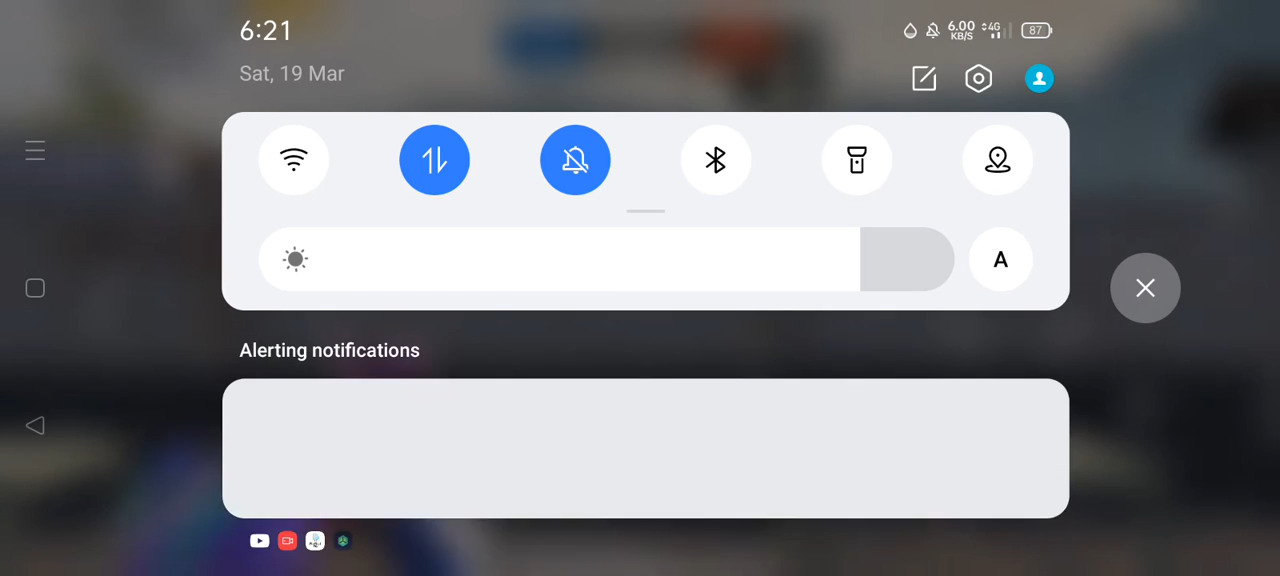 6:21
6.00
KB/S
4G
87
Sat, 19 Mar
A
Alerting notifications